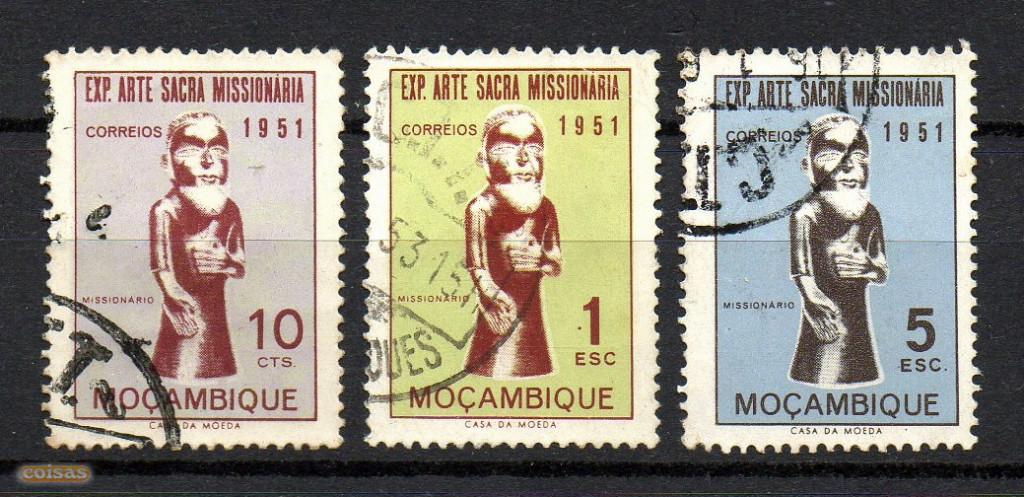 EXP. ARTE SACRA MISSIONÁRIA
CORREIOS 1951
MISSIONÁRIO
10
CTS.
MOÇAMBIQUE
CASA DA MOEDA
EXP. ARTE SACRA MISSIONÁRIA
CORREIOS 1951
MISSIONÁRIO
1
ESC
MOÇAMBIQUE
CASA DA MOEDA
QUES
EXP. ARTE SACRA MISSIONÁRIA
CORREIOS 1951
MISSIONÁRIO
5
ESC.
MOÇAMBIQUE
CASA DA MOEDA
coisas